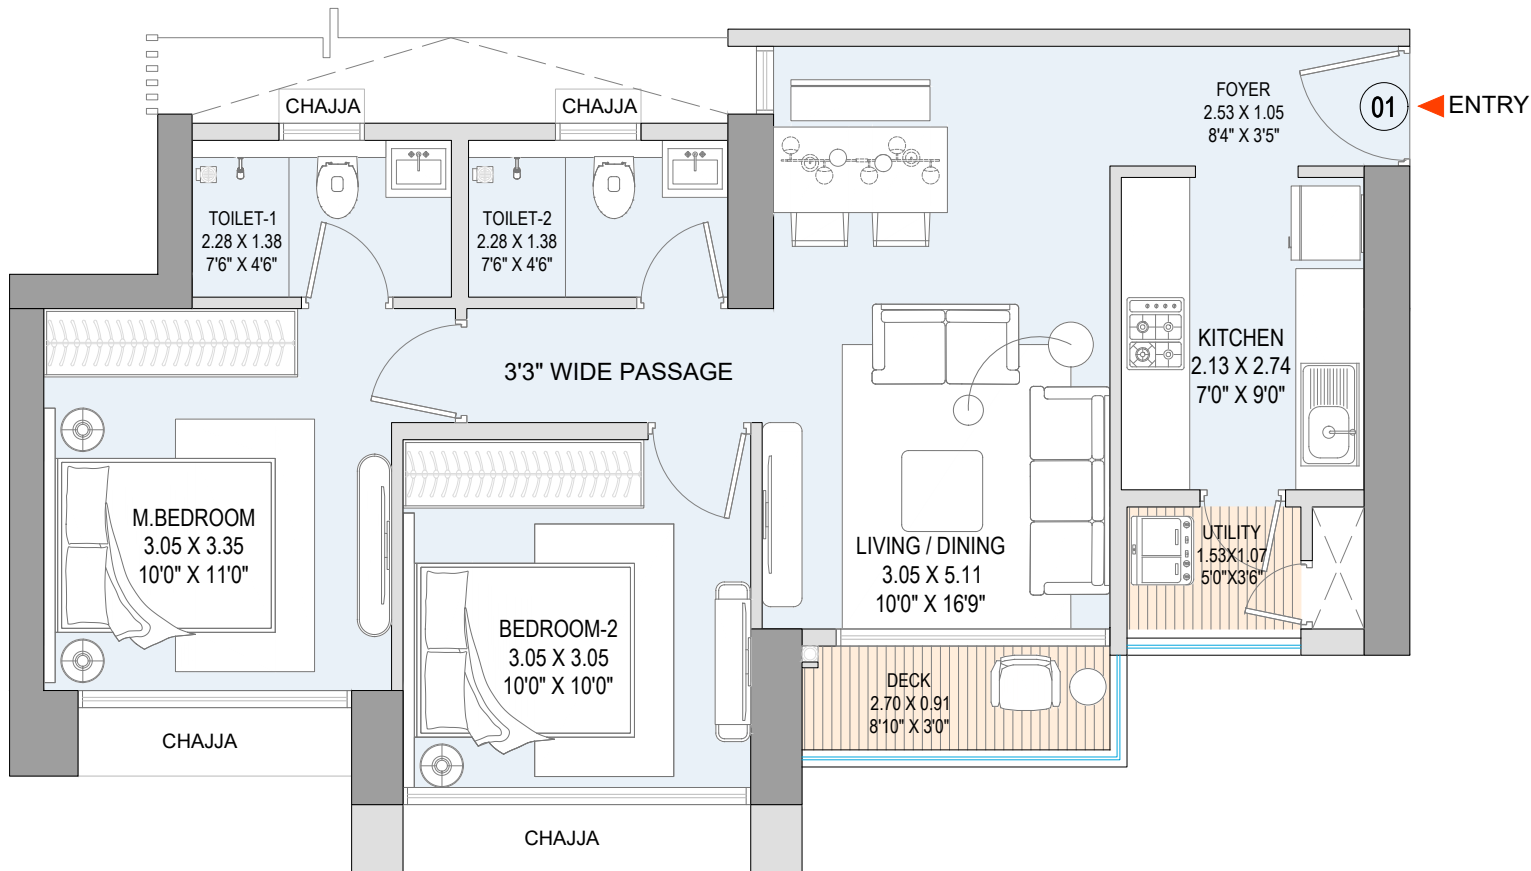 CHAJJA
CHAJJA
FOYER
2.53 X 1.05
8'4" X 3'5"
01
ENTRY
TOILET-1
2.28 X 1.38
7'6" X 4'6"
TOILET-2
2.28 X 1.38
7'6" X 4'6"
3'3" WIDE PASSAGE
KITCHEN
2.13 X 2.74
7'0" X 9'0"
M.BEDROOM
3.05 X 3.35
10'0" X 11'0"
LIVING / DINING
3.05 X 5.11
10'0" X 16'9"
UTILITY
1.53X1.07
5'0"X3'6"
BEDROOM-2
3.05 X 3.05
10'0" X 10'0"
DECK
2.70 X 0.91
8'10" X 3'0"
CHAJJA
CHAJJA